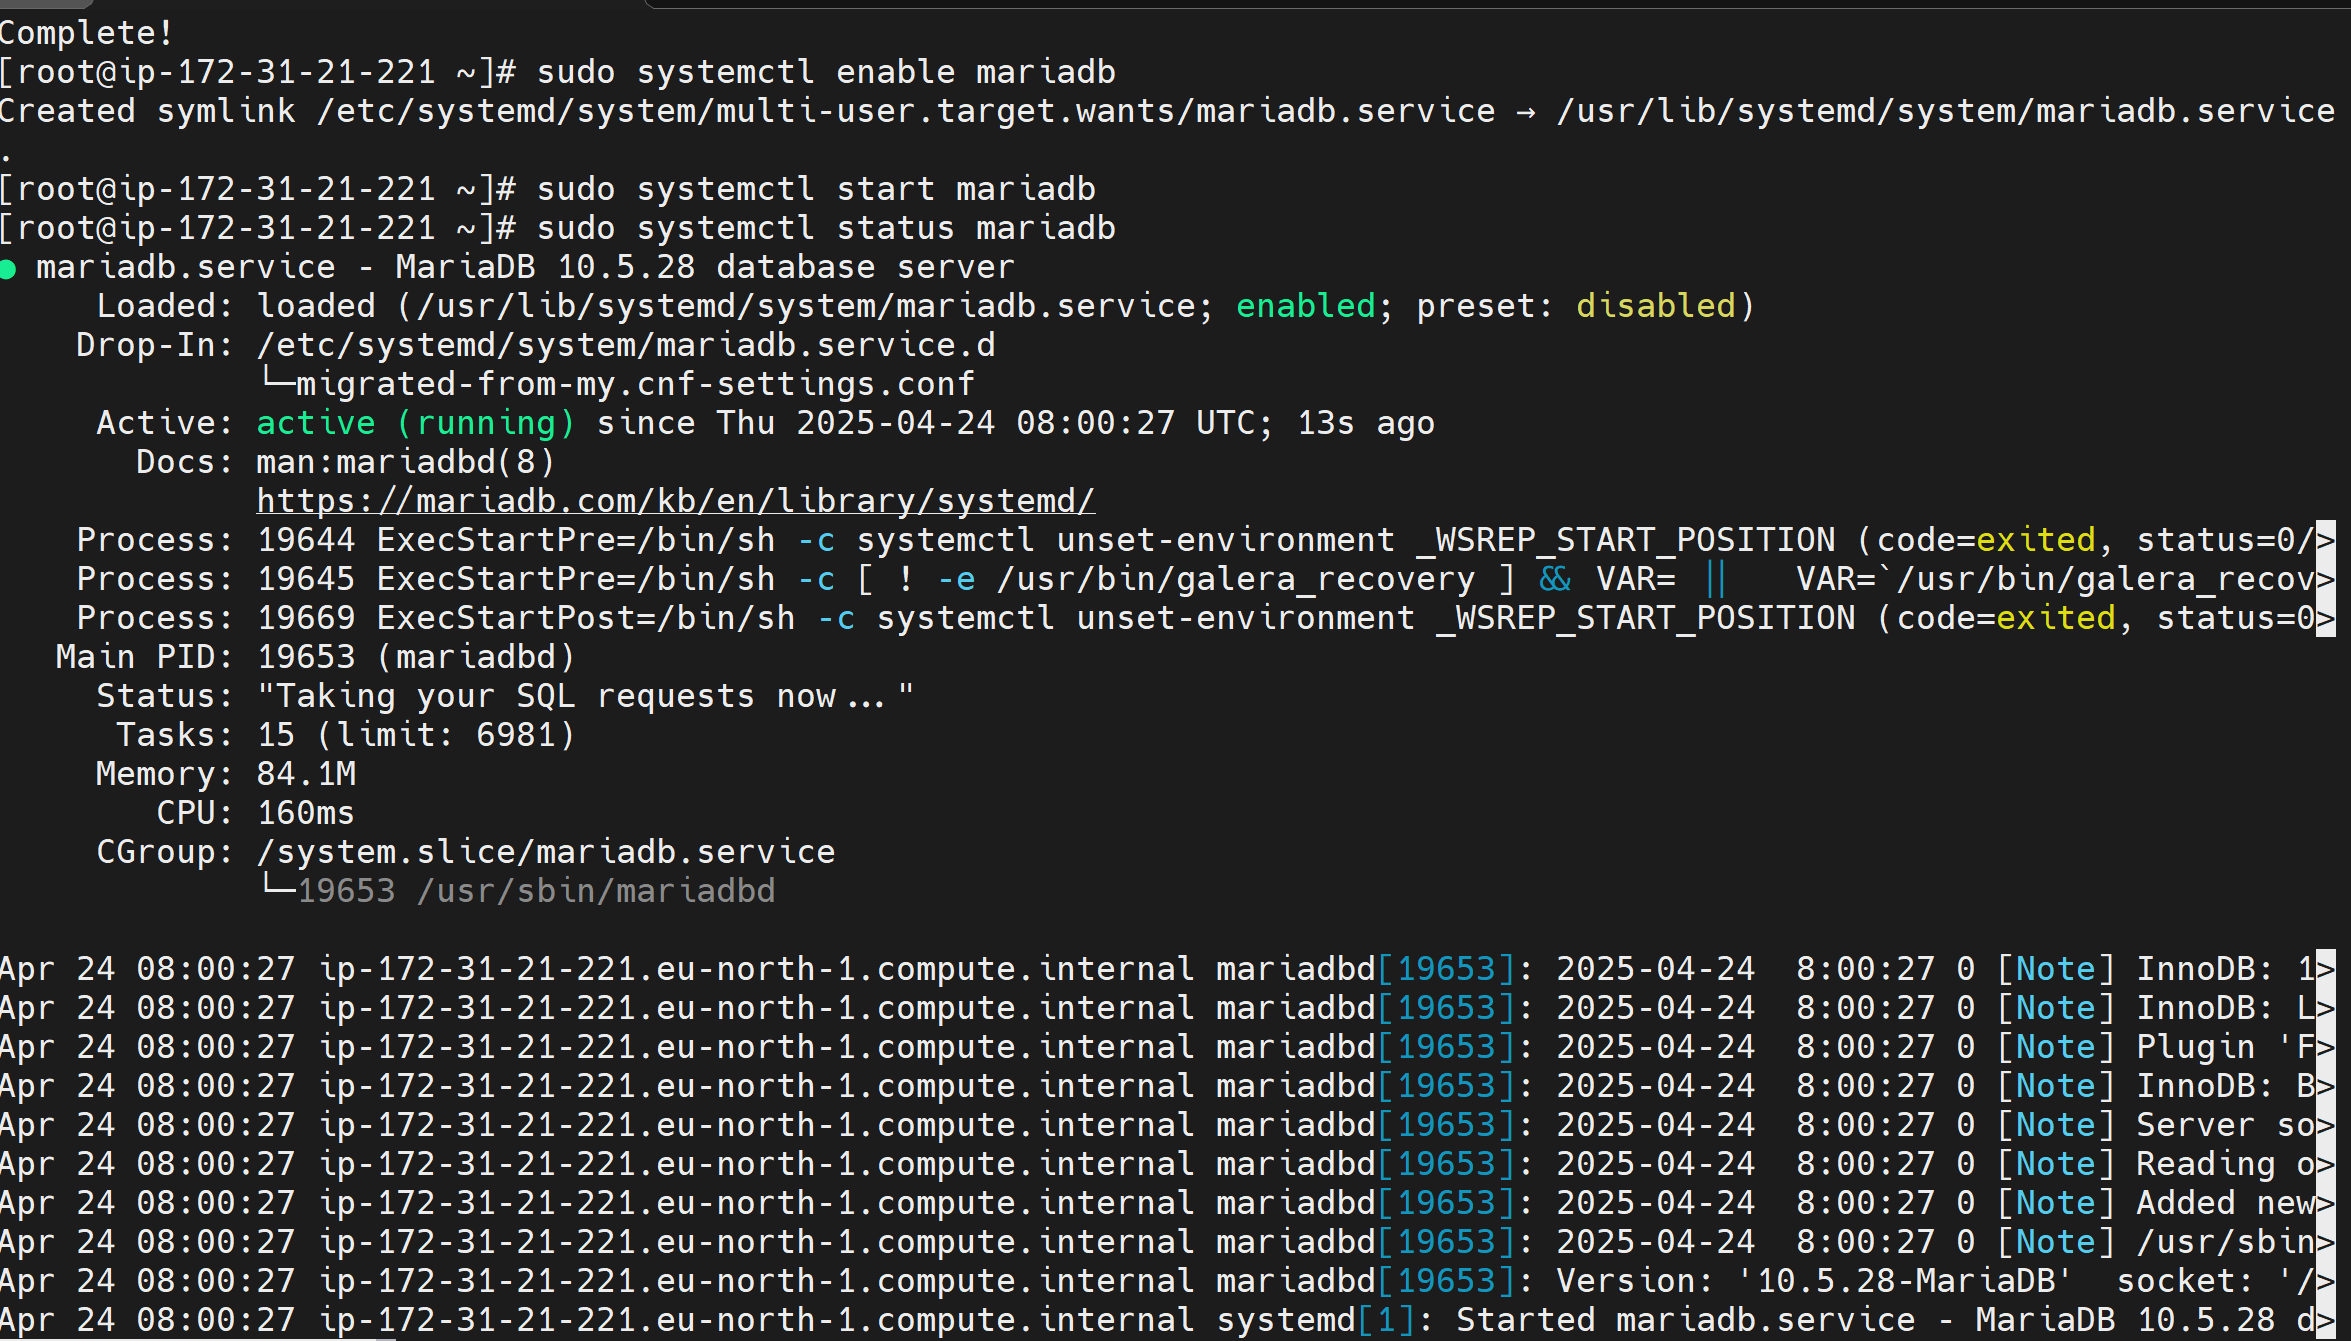 Complete!
[root@ip-172-31-21-221 ~]# sudo systemctl enable mariadb
Created symlink /etc/systemd/system/multi-user.target.wants/mariadb.service → /usr/lib/systemd/system/mariadb.service
.
[root@ip-172-31-21-221 ~]# sudo systemctl start mariadb
[root@ip-172-31-21-221 ~]# sudo systemctl status mariadb
● mariadb.service - MariaDB 10.5.28 database server
     Loaded: loaded (/usr/lib/systemd/system/mariadb.service; enabled; preset: disabled)
    Drop-In: /etc/systemd/system/mariadb.service.d
             └─migrated-from-my.cnf-settings.conf
     Active: active (running) since Thu 2025-04-24 08:00:27 UTC; 13s ago
       Docs: man:mariadbd(8)
             https://mariadb.com/kb/en/library/systemd/
    Process: 19644 ExecStartPre=/bin/sh -c systemctl unset-environment _WSREP_START_POSITION (code=exited, status=0/>
    Process: 19645 ExecStartPre=/bin/sh -c [ ! -e /usr/bin/galera_recovery ] && VAR= ||   VAR=`/usr/bin/galera_recov>
    Process: 19669 ExecStartPost=/bin/sh -c systemctl unset-environment _WSREP_START_POSITION (code=exited, status=0>
   Main PID: 19653 (mariadbd)
     Status: "Taking your SQL requests now..."
      Tasks: 15 (limit: 6981)
     Memory: 84.1M
        CPU: 160ms
     CGroup: /system.slice/mariadb.service
             └─19653 /usr/sbin/mariadbd
Apr 24 08:00:27 ip-172-31-21-221.eu-north-1.compute.internal mariadbd[19653]: 2025-04-24  8:00:27 0 [Note] InnoDB: 1>
Apr 24 08:00:27 ip-172-31-21-221.eu-north-1.compute.internal mariadbd[19653]: 2025-04-24  8:00:27 0 [Note] InnoDB: L>
Apr 24 08:00:27 ip-172-31-21-221.eu-north-1.compute.internal mariadbd[19653]: 2025-04-24  8:00:27 0 [Note] Plugin 'F>
Apr 24 08:00:27 ip-172-31-21-221.eu-north-1.compute.internal mariadbd[19653]: 2025-04-24  8:00:27 0 [Note] InnoDB: B>
Apr 24 08:00:27 ip-172-31-21-221.eu-north-1.compute.internal mariadbd[19653]: 2025-04-24  8:00:27 0 [Note] Server so>
Apr 24 08:00:27 ip-172-31-21-221.eu-north-1.compute.internal mariadbd[19653]: 2025-04-24  8:00:27 0 [Note] Reading o>
Apr 24 08:00:27 ip-172-31-21-221.eu-north-1.compute.internal mariadbd[19653]: 2025-04-24  8:00:27 0 [Note] Added new>
Apr 24 08:00:27 ip-172-31-21-221.eu-north-1.compute.internal mariadbd[19653]: 2025-04-24  8:00:27 0 [Note] /usr/sbin>
Apr 24 08:00:27 ip-172-31-21-221.eu-north-1.compute.internal mariadbd[19653]: Version: '10.5.28-MariaDB'  socket: '/>
Apr 24 08:00:27 ip-172-31-21-221.eu-north-1.compute.internal systemd[1]: Started mariadb.service - MariaDB 10.5.28 d>